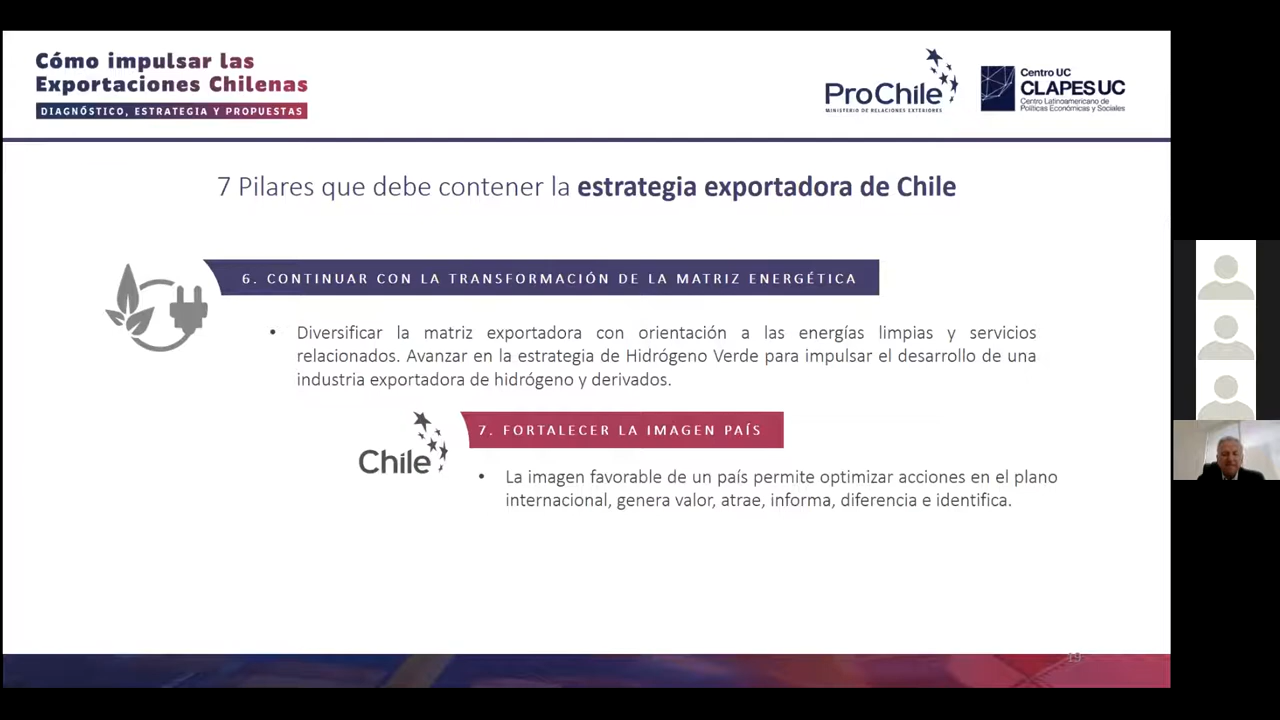 Cómo impulsar las
Exportaciones Chilenas
DIAGNÓSTICO, ESTRATEGIA Y PROPUESTAS
ProChile
MINISTERIO DE RELACIONES EXTERIORES
Centro UC
CLAPES UC
Centro Latinoamericano de
Políticas Económicas y Sociales
7 Pilares que debe contener la estrategia exportadora de Chile
6. CONTINUAR CON LA TRANSFORMACIÓN DE LA MATRIZ ENERGÉTICA
• Diversificar la matriz exportadora con orientación a las energías limpias y servicios
relacionados. Avanzar en la estrategia de Hidrógeno Verde para impulsar el desarrollo de una
industria exportadora de hidrógeno y derivados.
Chile
7. FORTALECER LA IMAGEN PAÍS
• La imagen favorable de un país permite optimizar acciones en el plano
internacional, genera valor, atrae, informa, diferencia e identifica.